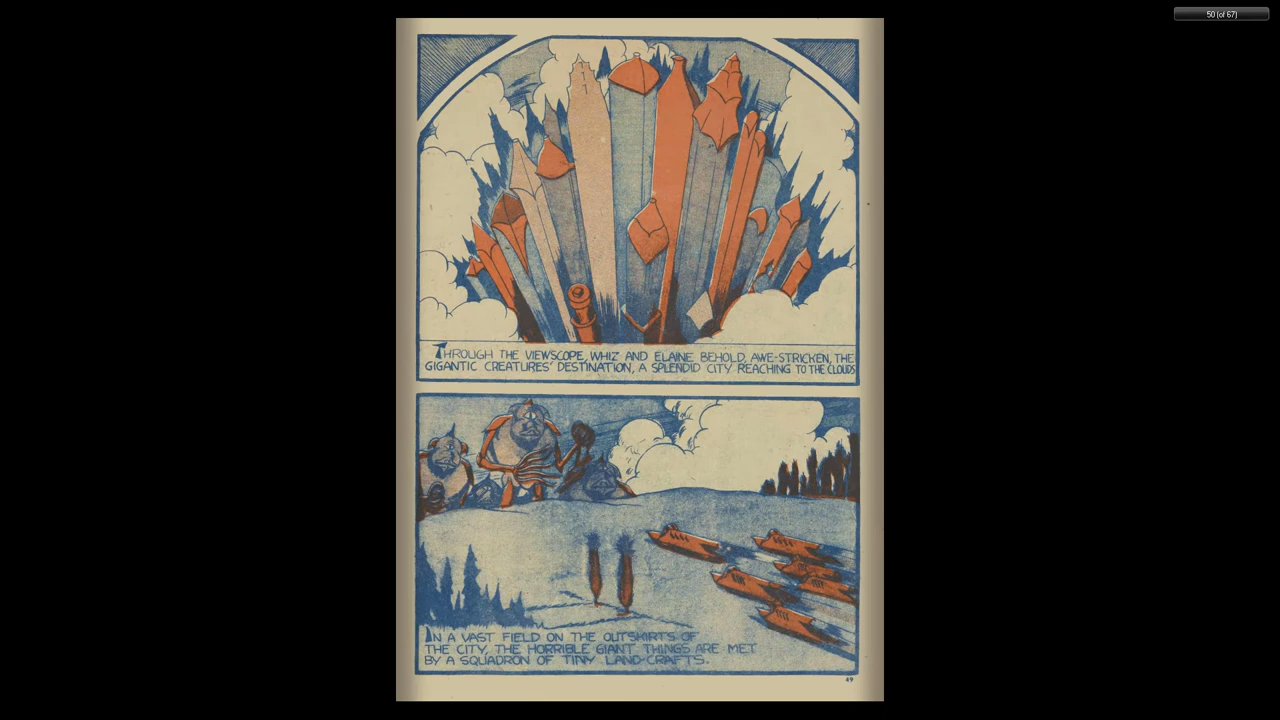 50 (of 67)
THROUGH THE VIEWSCOPE, WHIZ AND ELAINE BEHOLD, AWE-STRICKEN, THE
GIGANTIC CREATURES' DESTINATION, A SPLENDID CITY REACHING TO THE CLOUDS
IN A VAST FIELD ON THE OUTSKIRTS OF
THE CITY, THE HORRIBLE GIANT THINGS ARE MET
BY A SQUADRON OF TINY LAND-CRAFTS.
49